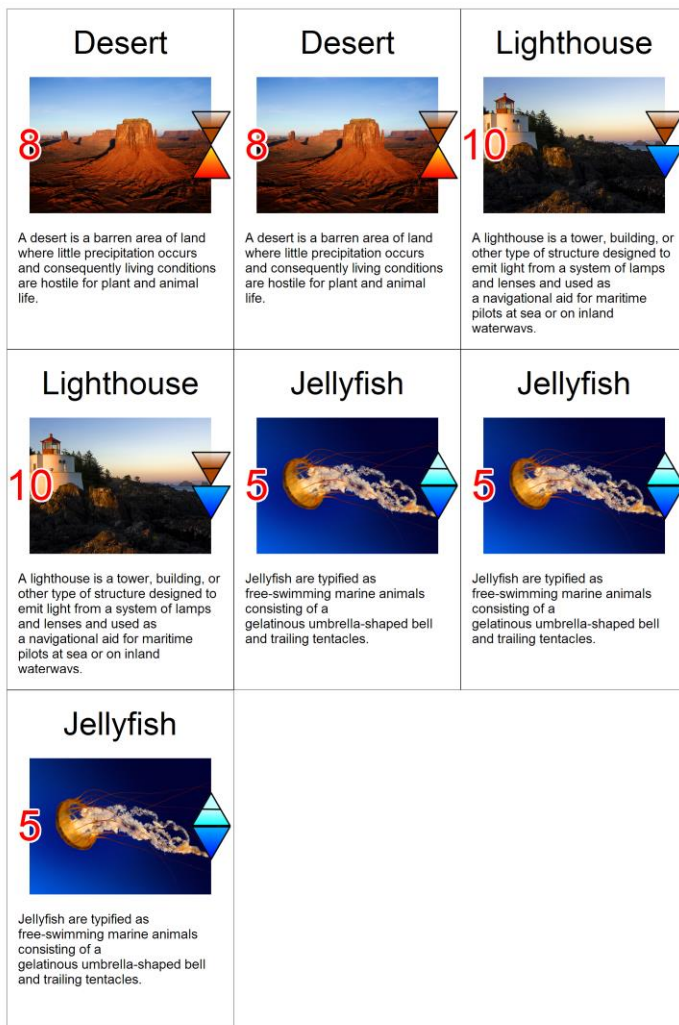 Desert
8
A desert is a barren area of land
where little precipitation occurs
and consequently living conditions
are hostile for plant and animal
life.
Desert
8
A desert is a barren area of land
where little precipitation occurs
and consequently living conditions
are hostile for plant and animal
life.
Lighthouse
10
A lighthouse is a tower, building, or
other type of structure designed to
emit light from a system of lamps
and lenses and used as
a navigational aid for maritime
pilots at sea or on inland
waterways.
Lighthouse
10
A lighthouse is a tower, building, or
other type of structure designed to
emit light from a system of lamps
and lenses and used as
a navigational aid for maritime
pilots at sea or on inland
waterways.
Jellyfish
5
Jellyfish are typified as
free-swimming marine animals
consisting of a
gelatinous umbrella-shaped bell
and trailing tentacles.
Jellyfish
5
Jellyfish are typified as
free-swimming marine animals
consisting of a
gelatinous umbrella-shaped bell
and trailing tentacles.
Jellyfish
5
Jellyfish are typified as
free-swimming marine animals
consisting of a
gelatinous umbrella-shaped bell
and trailing tentacles.